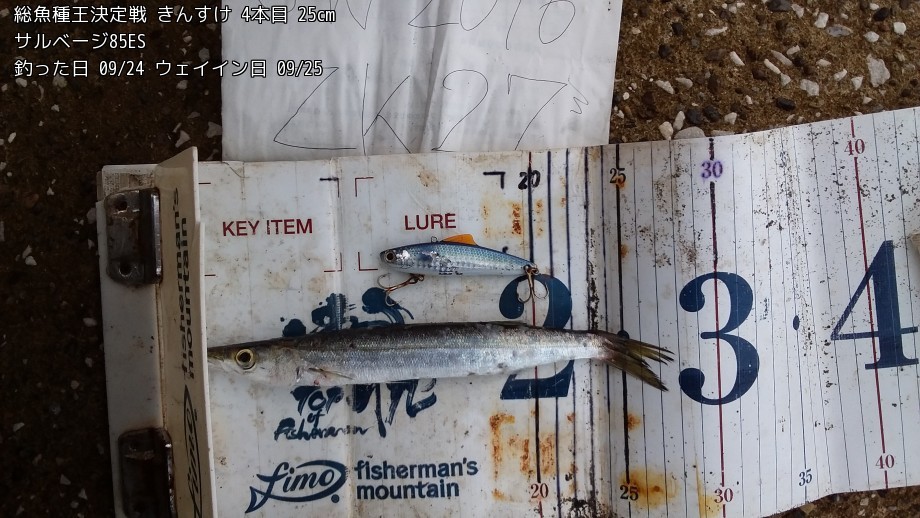 総魚種王決定戦 きんすけ 4本目 25cm
サルベージ85ES
釣った日 09/24 ウェイイン日 09/25
2018
ZK27
KEY ITEM
LURE
20
25
30
40
2
3
4
TOP
of
Fisherman
fimo
fisherman's
mountain
20
25
30
35
40
fisherman's
mountain